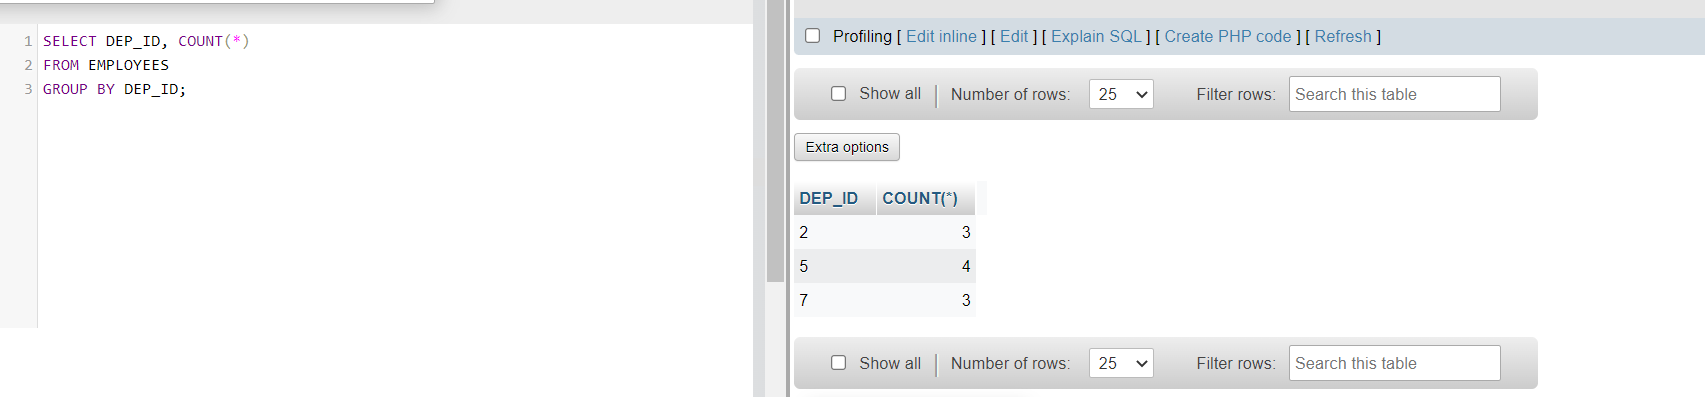 1 SELECT DEP_ID, COUNT(*)
2 FROM EMPLOYEES
3 GROUP BY DEP_ID;
Profiling [ Edit inline ] [ Edit ] [ Explain SQL ] [ Create PHP code ] [ Refresh ]
Show all | Number of rows: 25 Filter rows: Search this table
Extra options
DEP_ID COUNT(*)
2 3
5 4
7 3
Show all | Number of rows: 25 Filter rows: Search this table